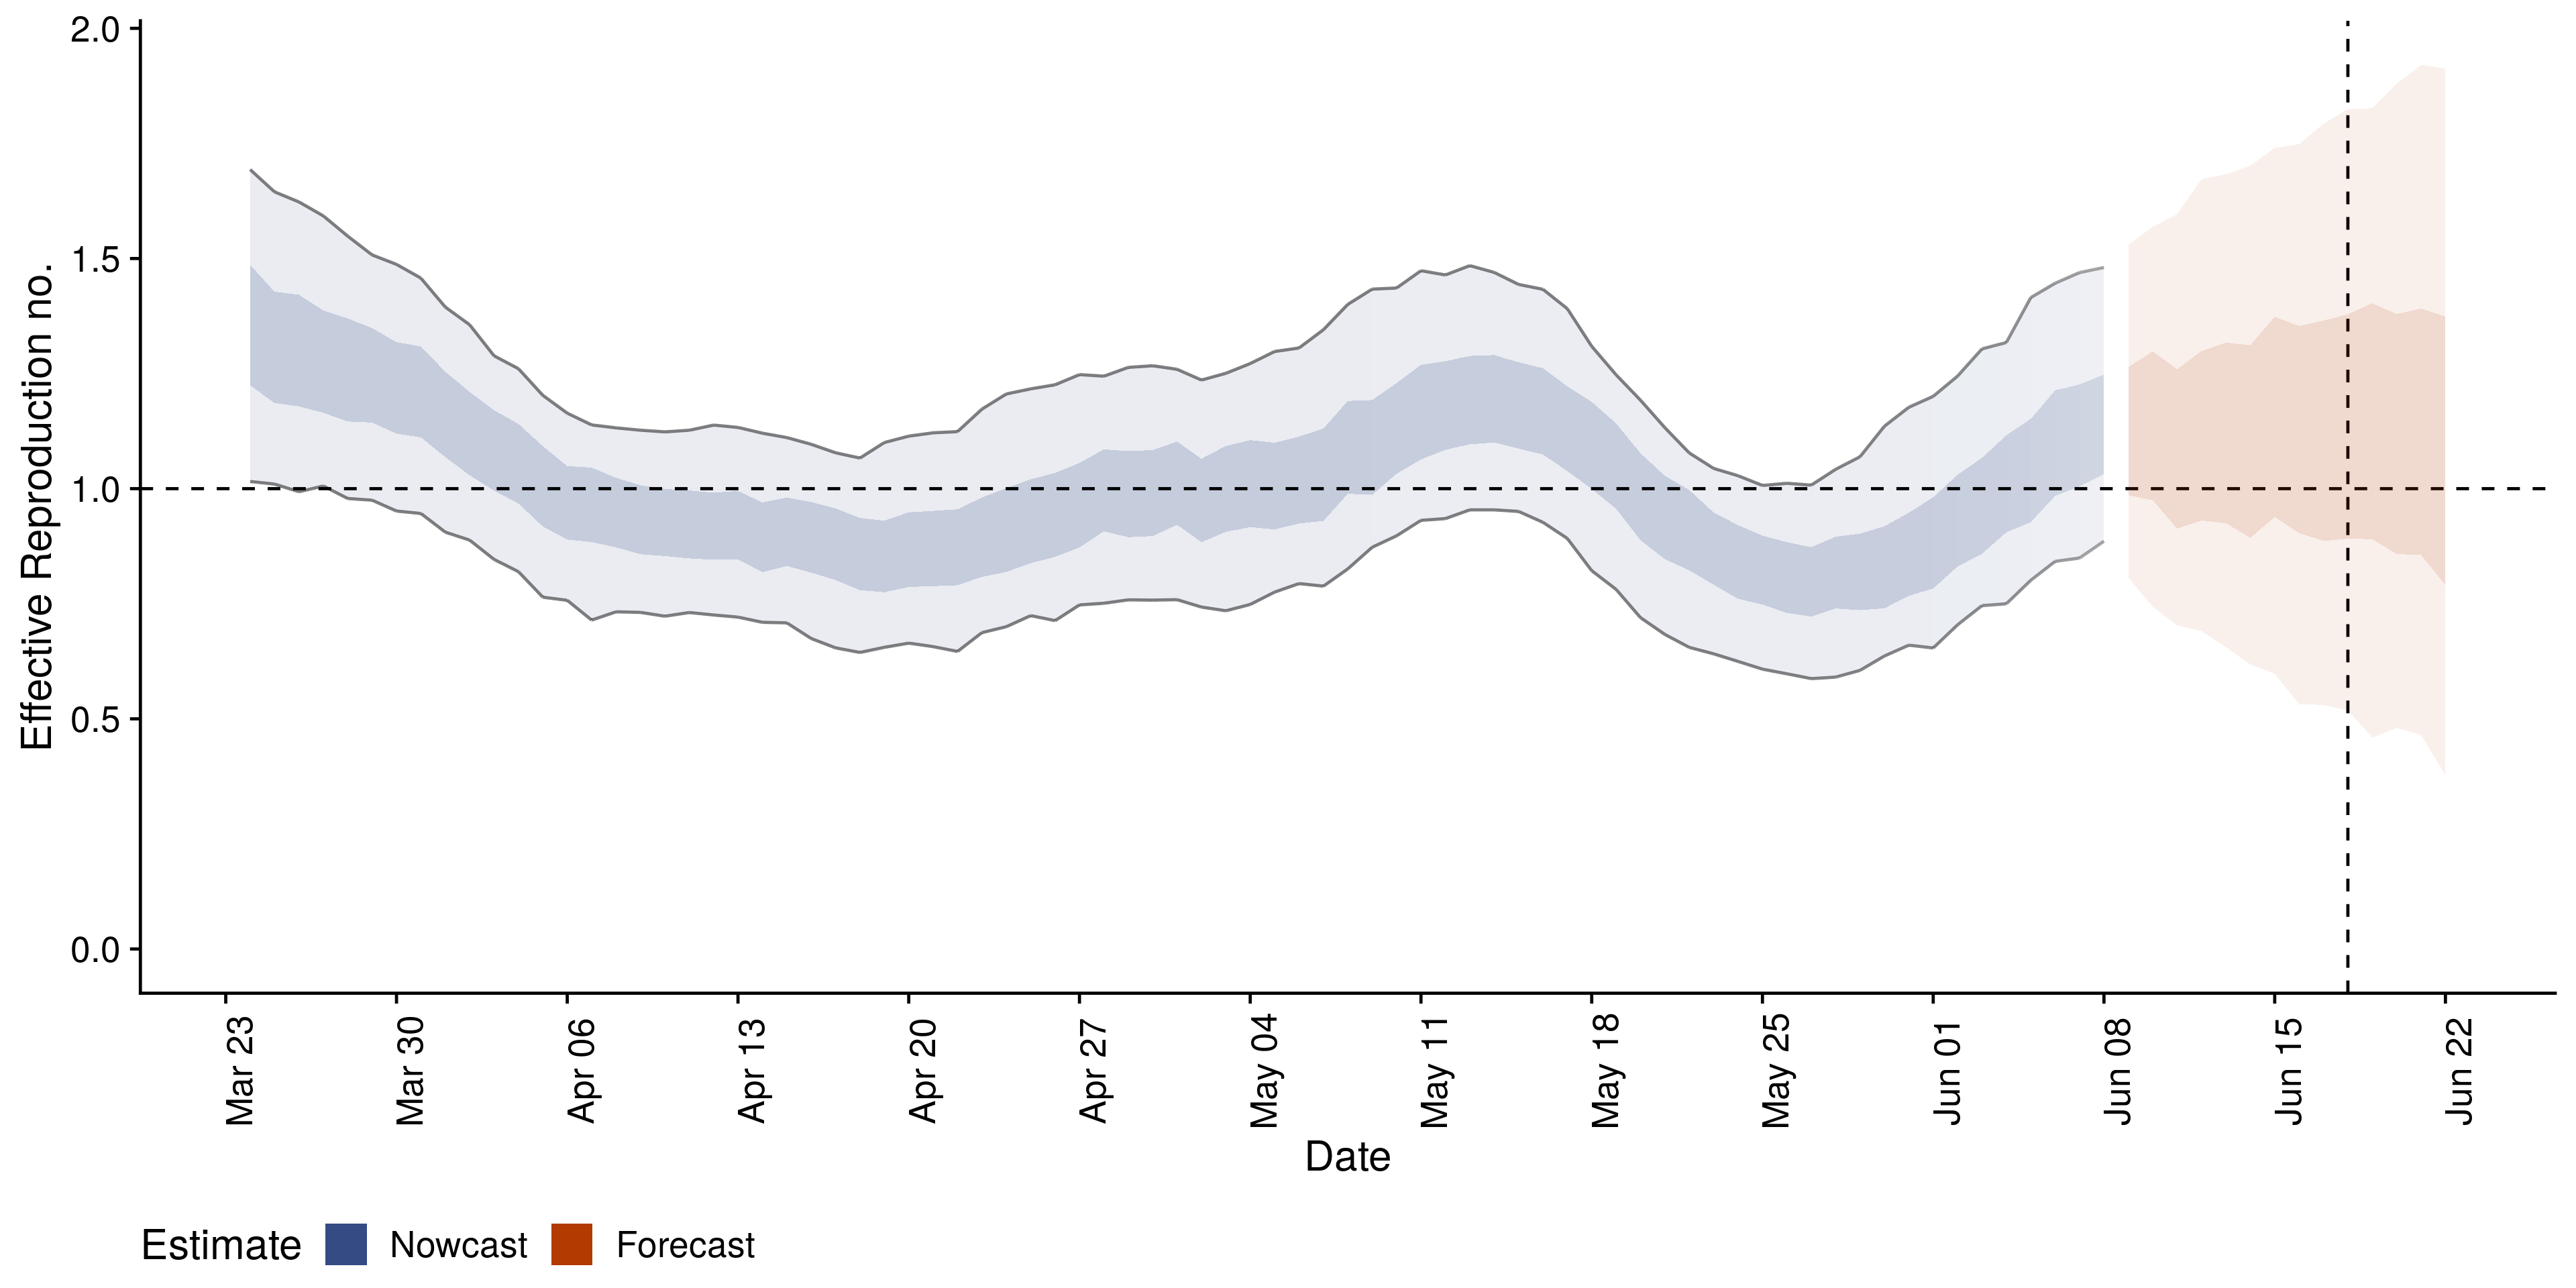 Effective Reproduction no.
2.0
1.5
1.0
0.5
0.0
Mar 23
Mar 30
Apr 06
Apr 13
Apr 20
Apr 27
May 04
May 11
May 18
May 25
Jun 01
Jun 08
Jun 15
Jun 22
Date
Estimate Nowcast Forecast